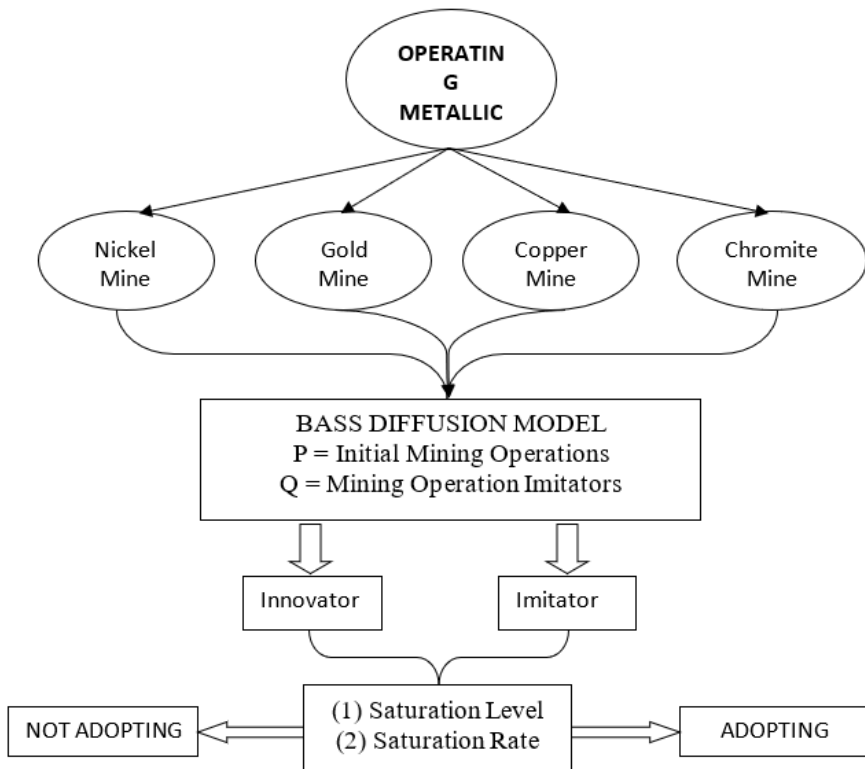 OPERATIN
G
METALLIC
Nickel
Mine
Gold
Mine
Copper
Mine
Chromite
Mine
BASS DIFFUSION MODEL
P = Initial Mining Operations
Q = Mining Operation Imitators
Innovator
Imitator
NOT ADOPTING
(1) Saturation Level
(2) Saturation Rate
ADOPTING